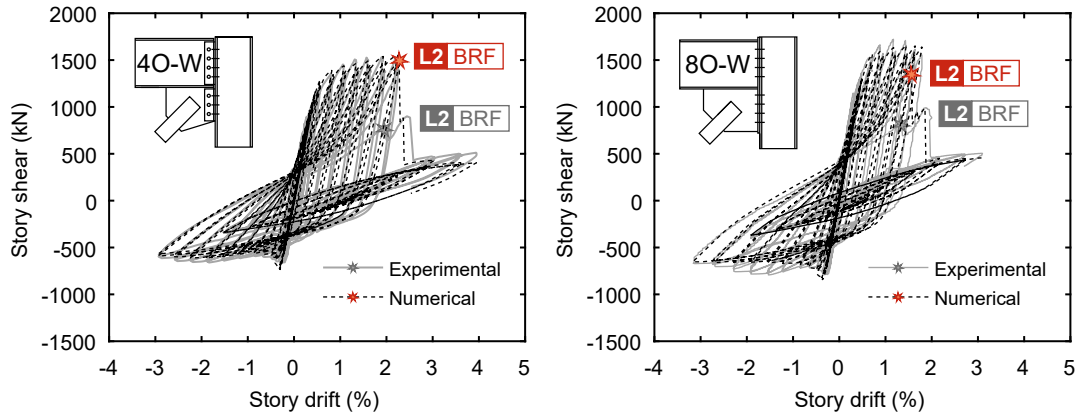 2000
1500
1000
500
0
-500
-1000
-1500
Story shear (kN)
4O-W
L2 BRF
L2 BRF
Experimental
Numerical
-4 -3 -2 -1 0 1 2 3 4 5
Story drift (%)
2000
1500
1000
500
0
-500
-1000
-1500
Story shear (kN)
8O-W
L2 BRF
L2 BRF
Experimental
Numerical
-4 -3 -2 -1 0 1 2 3 4 5
Story drift (%)